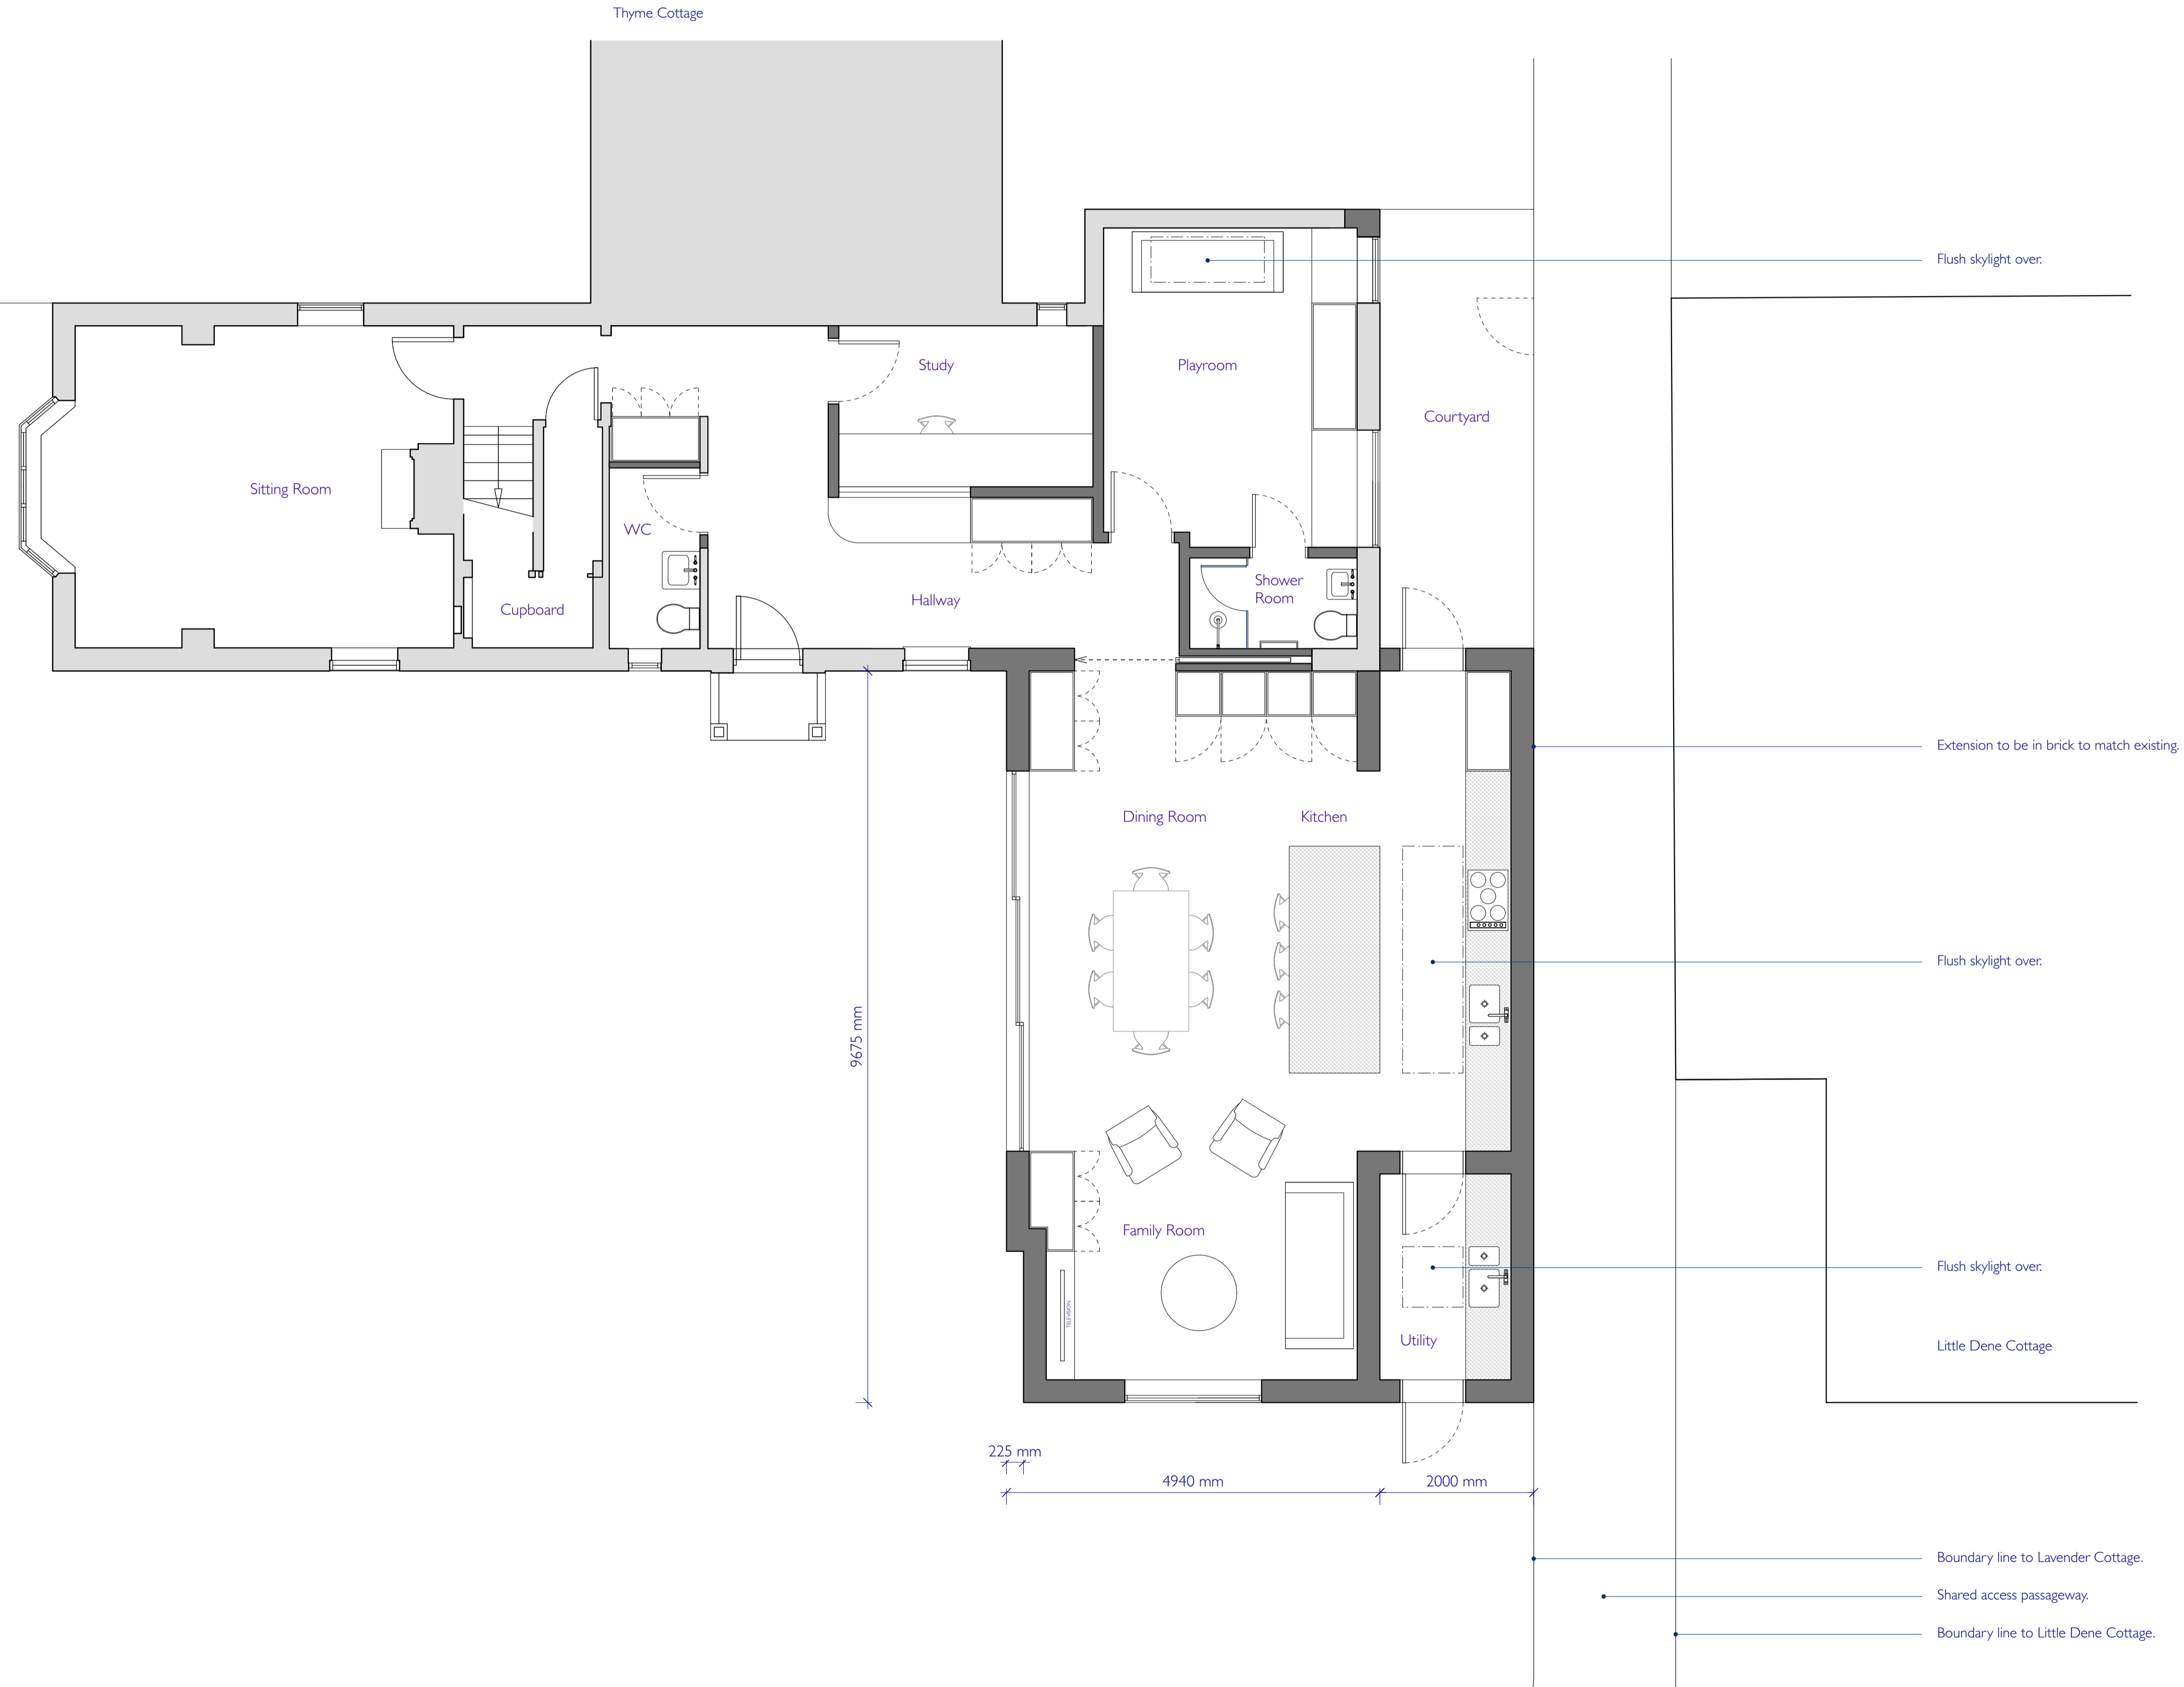 Thyme Cottage
Flush skylight over.
Study
Playroom
Courtyard
Sitting Room
WC
Shower
Room
Hallway
Cupboard
Extension to be in brick to match existing.
Dining Room
Kitchen
Flush skylight over.
9675 mm
Family Room
Flush skylight over.
TELEVISION
Utility
Little Dene Cottage
225 mm
4940 mm
2000 mm
Boundary line to Lavender Cottage.
Shared access passageway.
Boundary line to Little Dene Cottage.